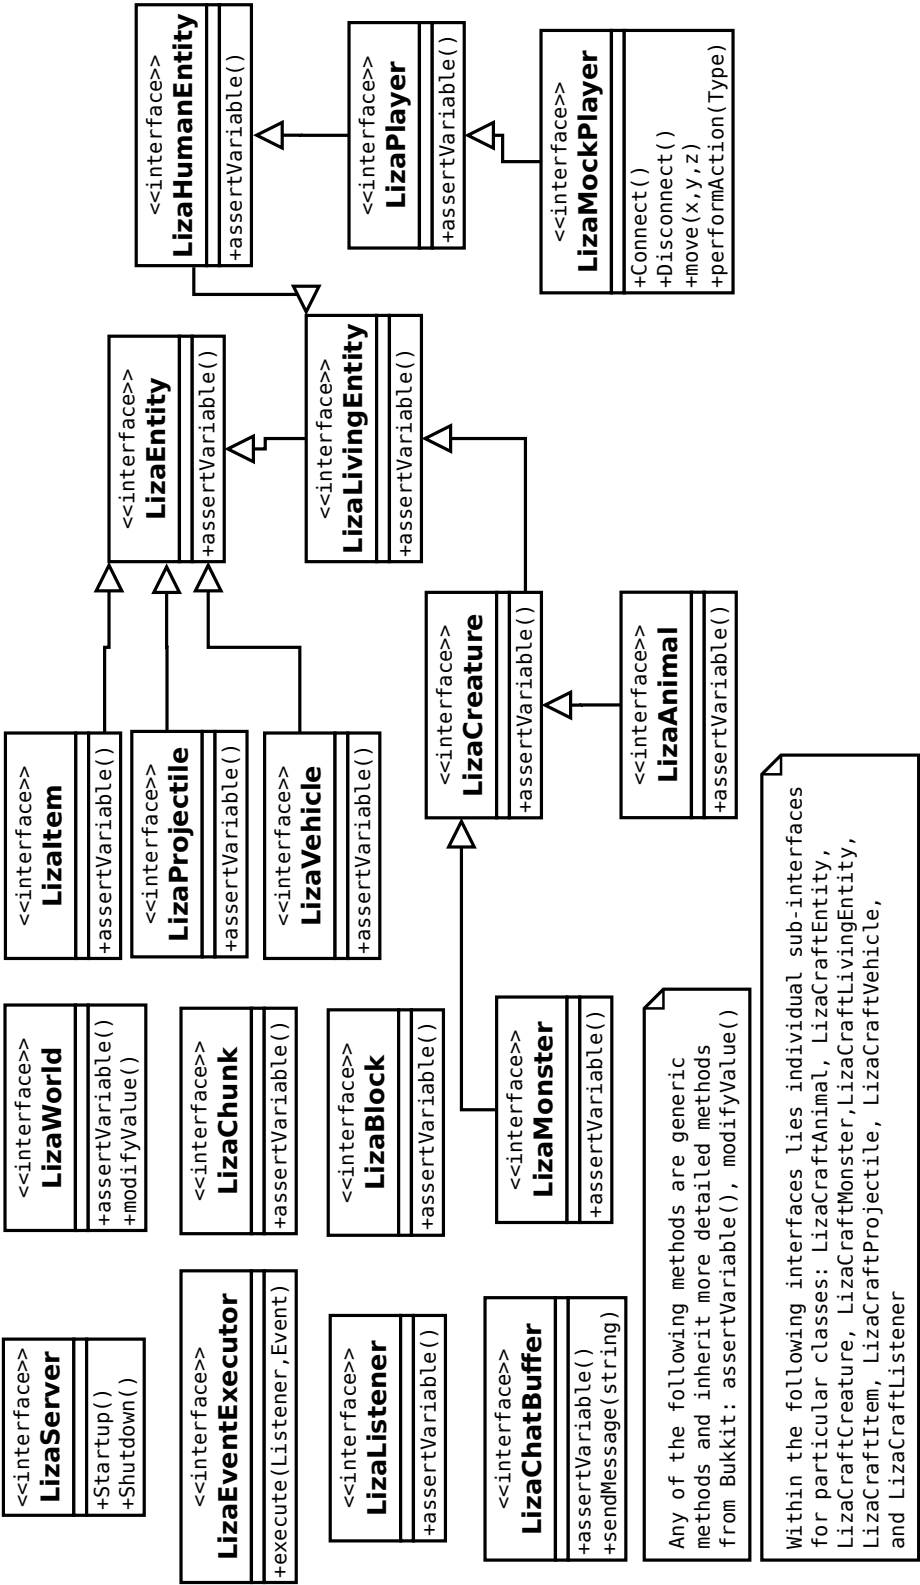 <<interface>>
LizaServer
+Startup()
+Shutdown()
<<interface>>
LizaWorld
+assertVariable()
+modifyValue()
<<interface>>
LizaItem
+assertVariable()
<<interface>>
LizaEntity
+assertVariable()
<<interface>>
LizaHumanEntity
+assertVariable()
<<interface>>
LizaEventExecutor
+execute(Listener,Event)
<<interface>>
LizaChunk
+assertVariable()
<<interface>>
LizaProjectile
+assertVariable()
<<interface>>
LizaVehicle
+assertVariable()
<<interface>>
LizaLivingEntity
+assertVariable()
<<interface>>
LizaPlayer
+assertVariable()
<<interface>>
LizaListener
+assertVariable()
<<interface>>
LizaBlock
+assertVariable()
<<interface>>
LizaCreature
+assertVariable()
<<interface>>
LizaMockPlayer
+Connect()
+Disconnect()
+move(x,y,z)
+performAction(Type)
<<interface>>
LizaChatBuffer
+assertVariable()
+sendMessage(string)
<<interface>>
LizaMonster
+assertVariable()
<<interface>>
LizaAnimal
+assertVariable()
Any of the following methods are generic
methods and inherit more detailed methods
from Bukkit: assertVariable(), modifyValue()
Within the following interfaces lies individual sub-interfaces
for particular classes: LizaCraftAnimal, LizaCraftEntity,
LizaCraftCreature, LizaCraftMonster,LizaCraftLivingEntity,
LizaCraftItem, LizaCraftProjectile, LizaCraftVehicle,
and LizaCraftListener